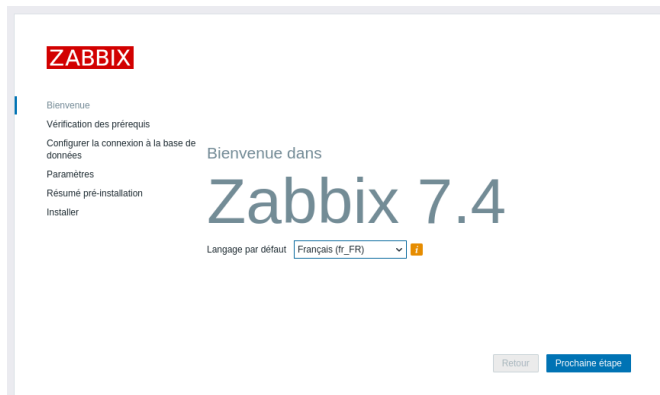 ZABBIX
Bienvenue
Vérification des prérequis
Configurer la connexion à la base de
données
Paramètres
Résumé pré-installation
Installer
Bienvenue dans
Zabbix 7.4
Langage par défaut Français (fr_FR) i
Retour Prochaine étape